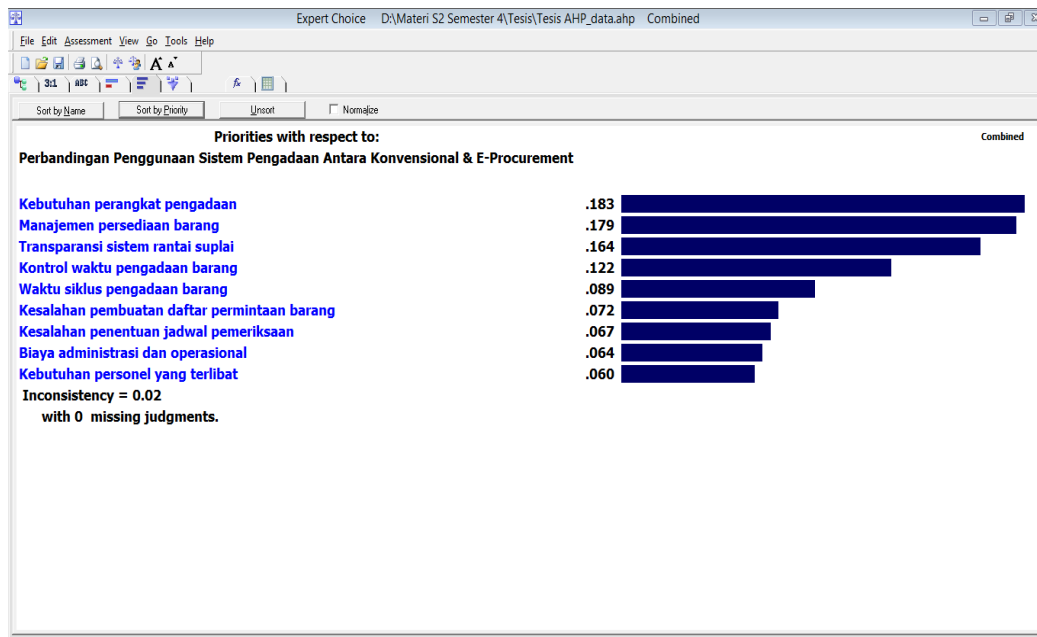 Expert Choice D:\Materi S2 Semester 4\Tesis\Tesis AHP_data.ahp Combined
File Edit Assessment View Go Tools Help
A A
3:1 ABC fx
Sort by Name Sort by Priority Unsort Normalize
Priorities with respect to: Combined
Perbandingan Penggunaan Sistem Pengadaan Antara Konvensional & E-Procurement
Kebutuhan perangkat pengadaan .183
Manajemen persediaan barang .179
Transparansi sistem rantai suplai .164
Kontrol waktu pengadaan barang .122
Waktu siklus pengadaan barang .089
Kesalahan pembuatan daftar permintaan barang .072
Kesalahan penentuan jadwal pemeriksaan .067
Biaya administrasi dan operasional .064
Kebutuhan personel yang terlibat .060
Inconsistency = 0.02
with 0 missing judgments.